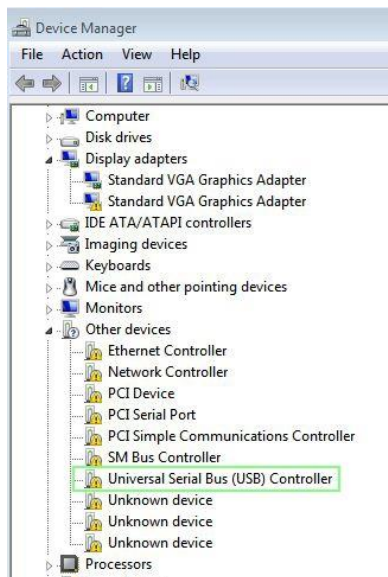 Device Manager
File Action View Help
Computer
Disk drives
Display adapters
Standard VGA Graphics Adapter
Standard VGA Graphics Adapter
IDE ATA/ATAPI controllers
Imaging devices
Keyboards
Mice and other pointing devices
Monitors
Other devices
Ethernet Controller
Network Controller
PCI Device
PCI Serial Port
PCI Simple Communications Controller
SM Bus Controller
Universal Serial Bus (USB) Controller
Unknown device
Unknown device
Unknown device
Processors